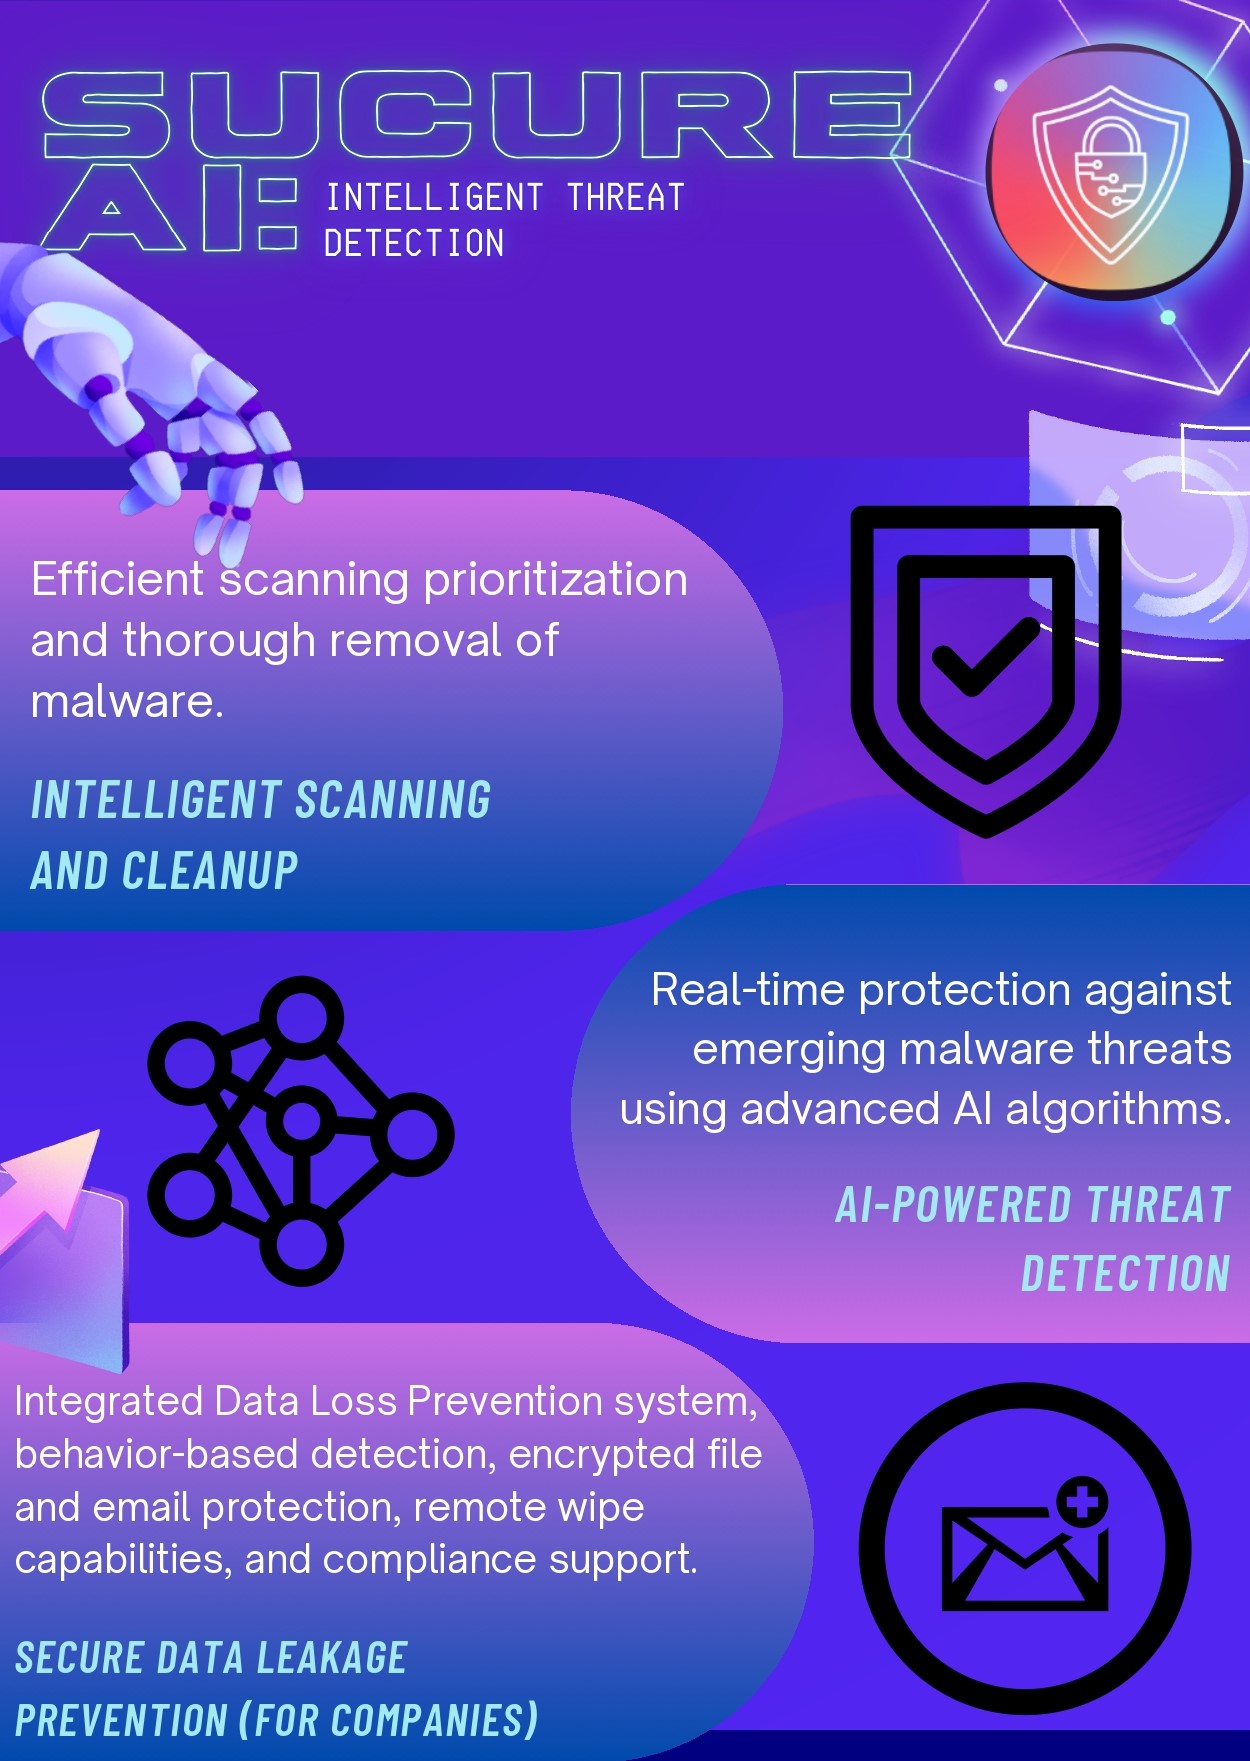 SUCURE
AI: INTELLIGENT THREAT
DETECTION
Efficient scanning prioritization
and thorough removal of
malware.
INTELLIGENT SCANNING
AND CLEANUP
Real-time protection against
emerging malware threats
using advanced AI algorithms.
AI-POWERED THREAT
DETECTION
Integrated Data Loss Prevention system,
behavior-based detection, encrypted file
and email protection, remote wipe
capabilities, and compliance support.
SECURE DATA LEAKAGE
PREVENTION (FOR COMPANIES)